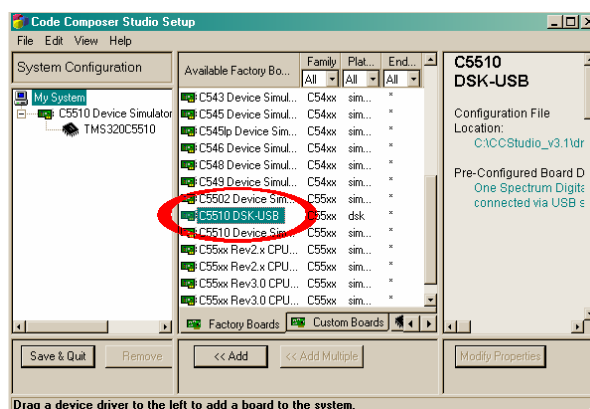 Code Composer Studio Setup
File Edit View Help
System Configuration
My System
C5510 Device Simulator
TMS320C5510
Available Factory Bo... Family Plat... End...
All All All
C543 Device Simul... C54xx sim... *
C545 Device Simul... C54xx sim... *
C545lp Device Sim... C54xx sim... *
C546 Device Simul... C54xx sim... *
C548 Device Simul... C54xx sim... *
C549 Device Simul... C54xx sim... *
C5502 Device Sim... C55xx sim... *
C5510 DSK-USB C55xx dsk *
C5510 Device Sim... C55xx sim... *
C55xx Rev2.x CPU... C55xx sim... *
C55xx Rev2.x CPU... C55xx sim... *
C55xx Rev3.0 CPU... C55xx sim... *
C55xx Rev3.0 CPU... C55xx sim... *
Factory Boards Custom Boards
C5510
DSK-USB
Configuration File
Location:
C:\CCStudio_v3.1\dr
Pre-Configured Board D
One Spectrum Digita
connected via USB s
Save & Quit Remove << Add << Add Multiple Modify Properties
Drag a device driver to the left to add a board to the system.